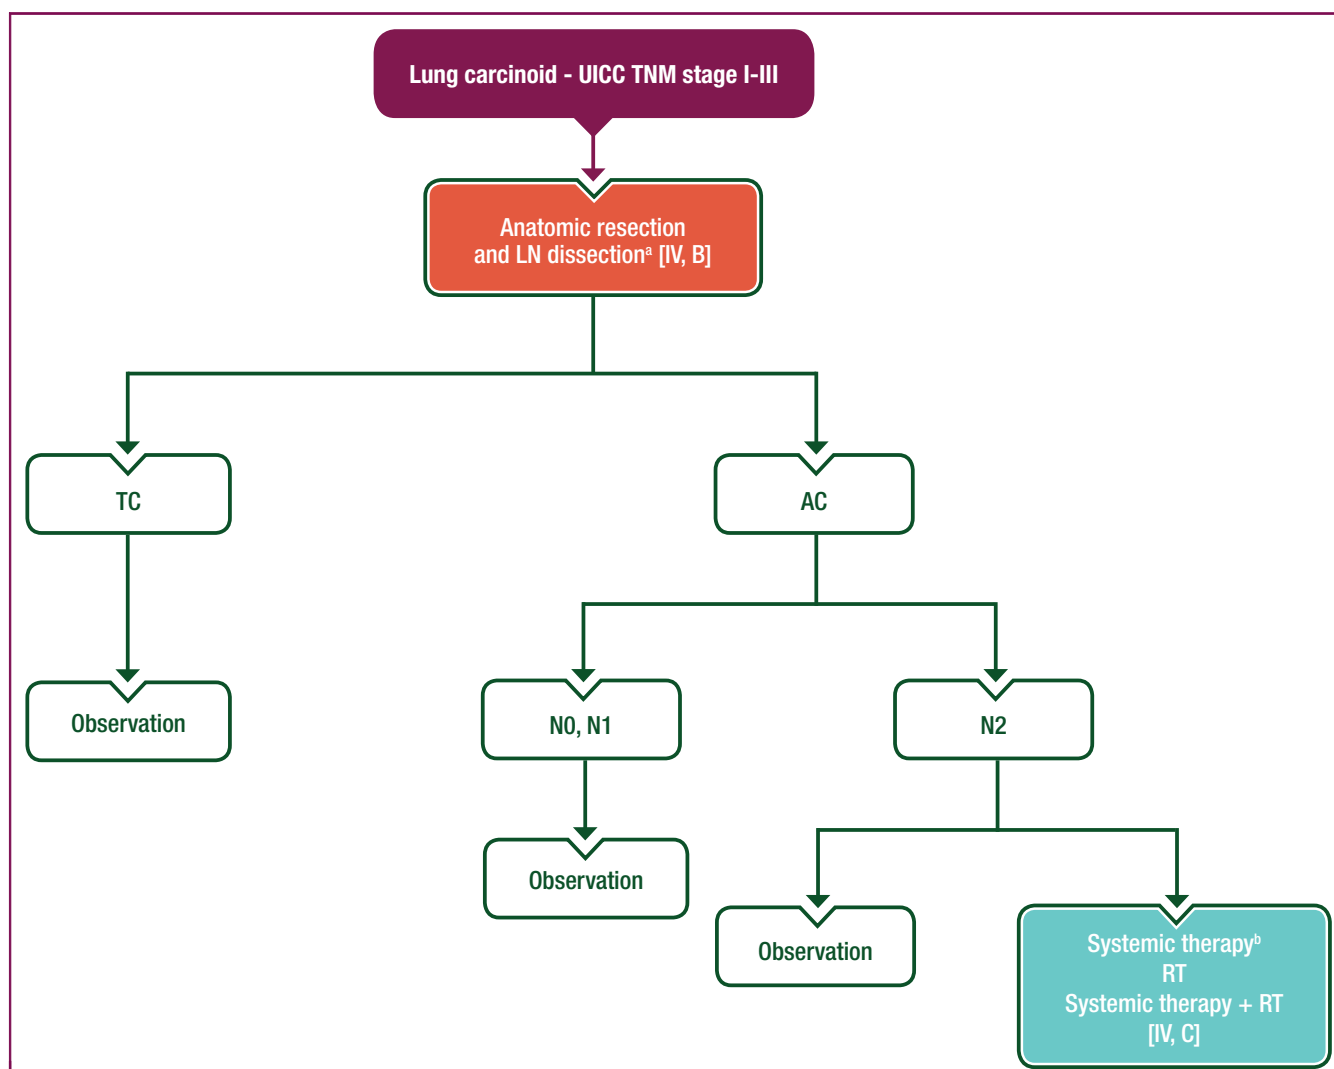 Lung carcinoid - UICC TNM stage I-III
Anatomic resection
and LN dissectionᵃ [IV, B]
TC
AC
Observation
N0, N1
N2
Observation
Observation
Systemic therapyᵇ
RT
Systemic therapy + RT
[IV, C]